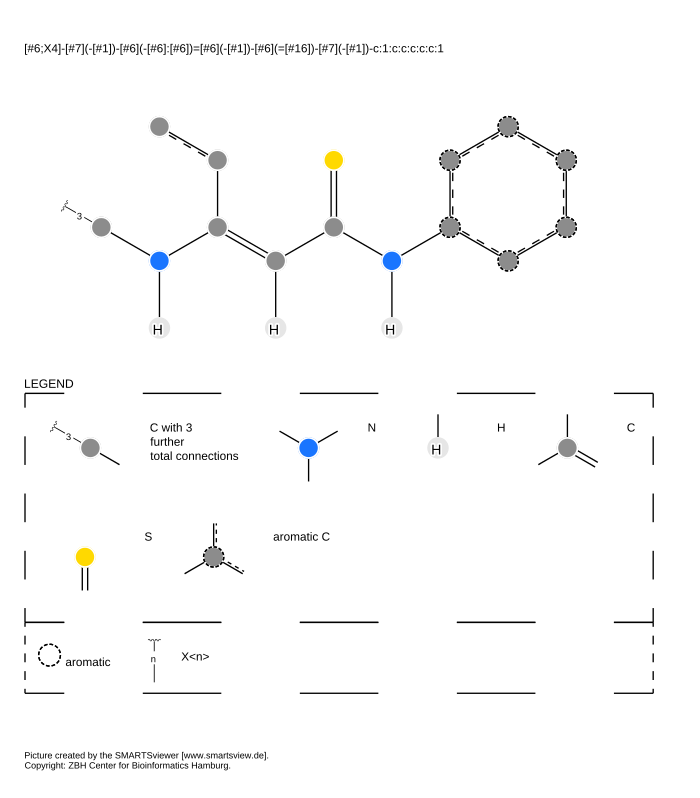 [#6;X4]-[#7](-[#1])-[#6](-[#6]:[#6])=[#6](-[#1])-[#6](=[#16])-[#7](-[#1])-c:1:c:c:c:c:c:1
3
H H H
LEGEND
3
C with 3
further
total connections
N
H
H
C
S
aromatic C
aromatic
n
X<n>
Picture created by the SMARTSviewer [www.smartsview.de].
Copyright: ZBH Center for Bioinformatics Hamburg.